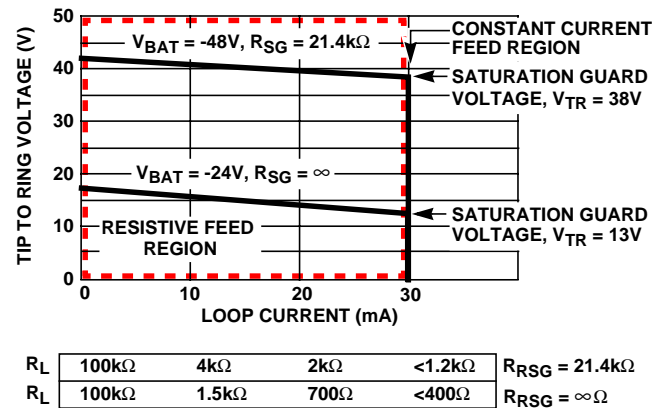 50
40
30
20
10
0
TIP TO RING VOLTAGE (V)
V_BAT = -48V, R_SG = 21.4kΩ
CONSTANT CURRENT
FEED REGION
SATURATION GUARD
VOLTAGE, V_TR = 38V
V_BAT = -24V, R_SG = ∞
RESISTIVE FEED
REGION
SATURATION GUARD
VOLTAGE, V_TR = 13V
0 10 20 30
LOOP CURRENT (mA)
R_L 100kΩ 4kΩ 2kΩ <1.2kΩ R_RSG = 21.4kΩ
R_L 100kΩ 1.5kΩ 700Ω <400Ω R_RSG = ∞Ω